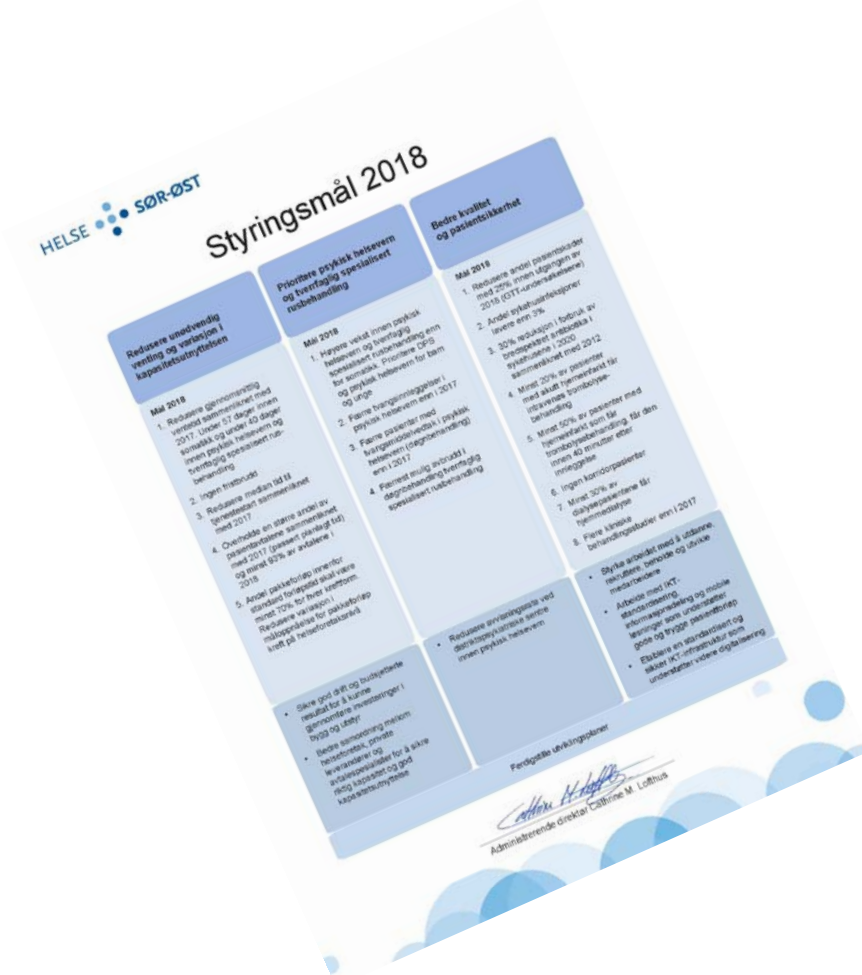 HELSE SØR-ØST
Styringsmål 2018
Redusere unødvendig
venting og variasjon i
kapasitetsutnyttelsen
Mål 2018
1. Redusere gjennomsnittlig
ventetid sammenliknet med
2017. Under 57 dager innen
somatikk og under 40 dager
innen psykisk helsevern og
tverrfaglig spesialisert rus-
behandling
2. Ingen fristbrudd
3. Redusere median tid til
tjenestestart sammenliknet
med 2017
4. Overholde en større andel av
pasientavtalene sammenliknet
med 2017 (passert planlagt tid)
og minst 93% av avtalene i
2018
5. Andel pakkeforløp innenfor
standard forløpstid skal være
minst 70% for hver kreftform.
Redusere variasjon i
måloppnåelse for pakkeforløp
kreft på helseforetaksnivå
• Sikre god drift og budsjetterte
resultat for å kunne
gjennomføre investeringer i
bygg og utstyr
• Bedre samordning mellom
helseforetak, private
leverandører og
avtalespesialister for å sikre
riktig kapasitet og god
kapasitetsutnyttelse
Prioritere psykisk helsevern
og tverrfaglig spesialisert
rusbehandling
Mål 2018
1. Høyere vekst innen psykisk
helsevern og tverrfaglig
spesialisert rusbehandling enn
for somatikk. Prioritere DPS
og psykisk helsevern for barn
og unge
2. Færre tvangsinnleggelser i
psykisk helsevern enn i 2017
3. Færre pasienter med
tvangsmiddelvedtak i psykisk
helsevern (døgnbehandling)
enn i 2017
4. Færrest mulig avbrudd i
døgnbehandling tverrfaglig
spesialisert rusbehandling
• Redusere avvisningsrate ved
distriktspsykiatriske sentre
innen psykisk helsevern
Bedre kvalitet
og pasientsikkerhet
Mål 2018
1. Redusere andel pasientskader
med 25% innen utgangen av
2018 (GTT-undersøkelsene)
2. Andel sykehusinfeksjoner
lavere enn 3%
3. 30% reduksjon i forbruk av
bredspektret antibiotika i
sykehusene i 2020
sammenliknet med 2012
4. Minst 20% av pasienter
med akutt hjerneinfarkt får
intravenøs trombolyse-
behandling
5. Minst 50% av pasienter med
hjerneinfarkt som får
trombolysebehandling, får den
innen 40 minutter etter
innleggelse
6. Ingen korridorpasienter
7. Minst 30% av
dialysepasientene får
hjemmedialyse
8. Flere kliniske
behandlingsstudier enn i 2017
• Styrke arbeidet med å utdanne,
rekruttere, beholde og utvikle
medarbeidere
• Arbeide med IKT-
standardisering,
informasjonsdeling og mobile
løsninger som understøtter
gode og trygge pasientforløp
• Etablere en standardisert og
sikker IKT-infrastruktur som
understøtter videre digitalisering
Ferdigstille utviklingsplaner
Cathrine M. Lofthus
Administrerende direktør Cathrine M. Lofthus